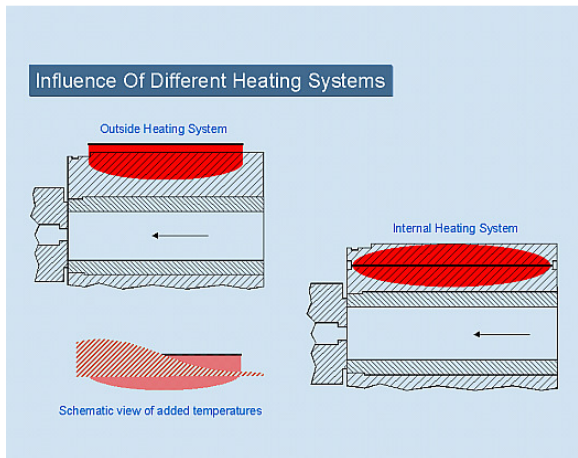 Influence Of Different Heating Systems
Outside Heating System
Internal Heating System
Schematic view of added temperatures